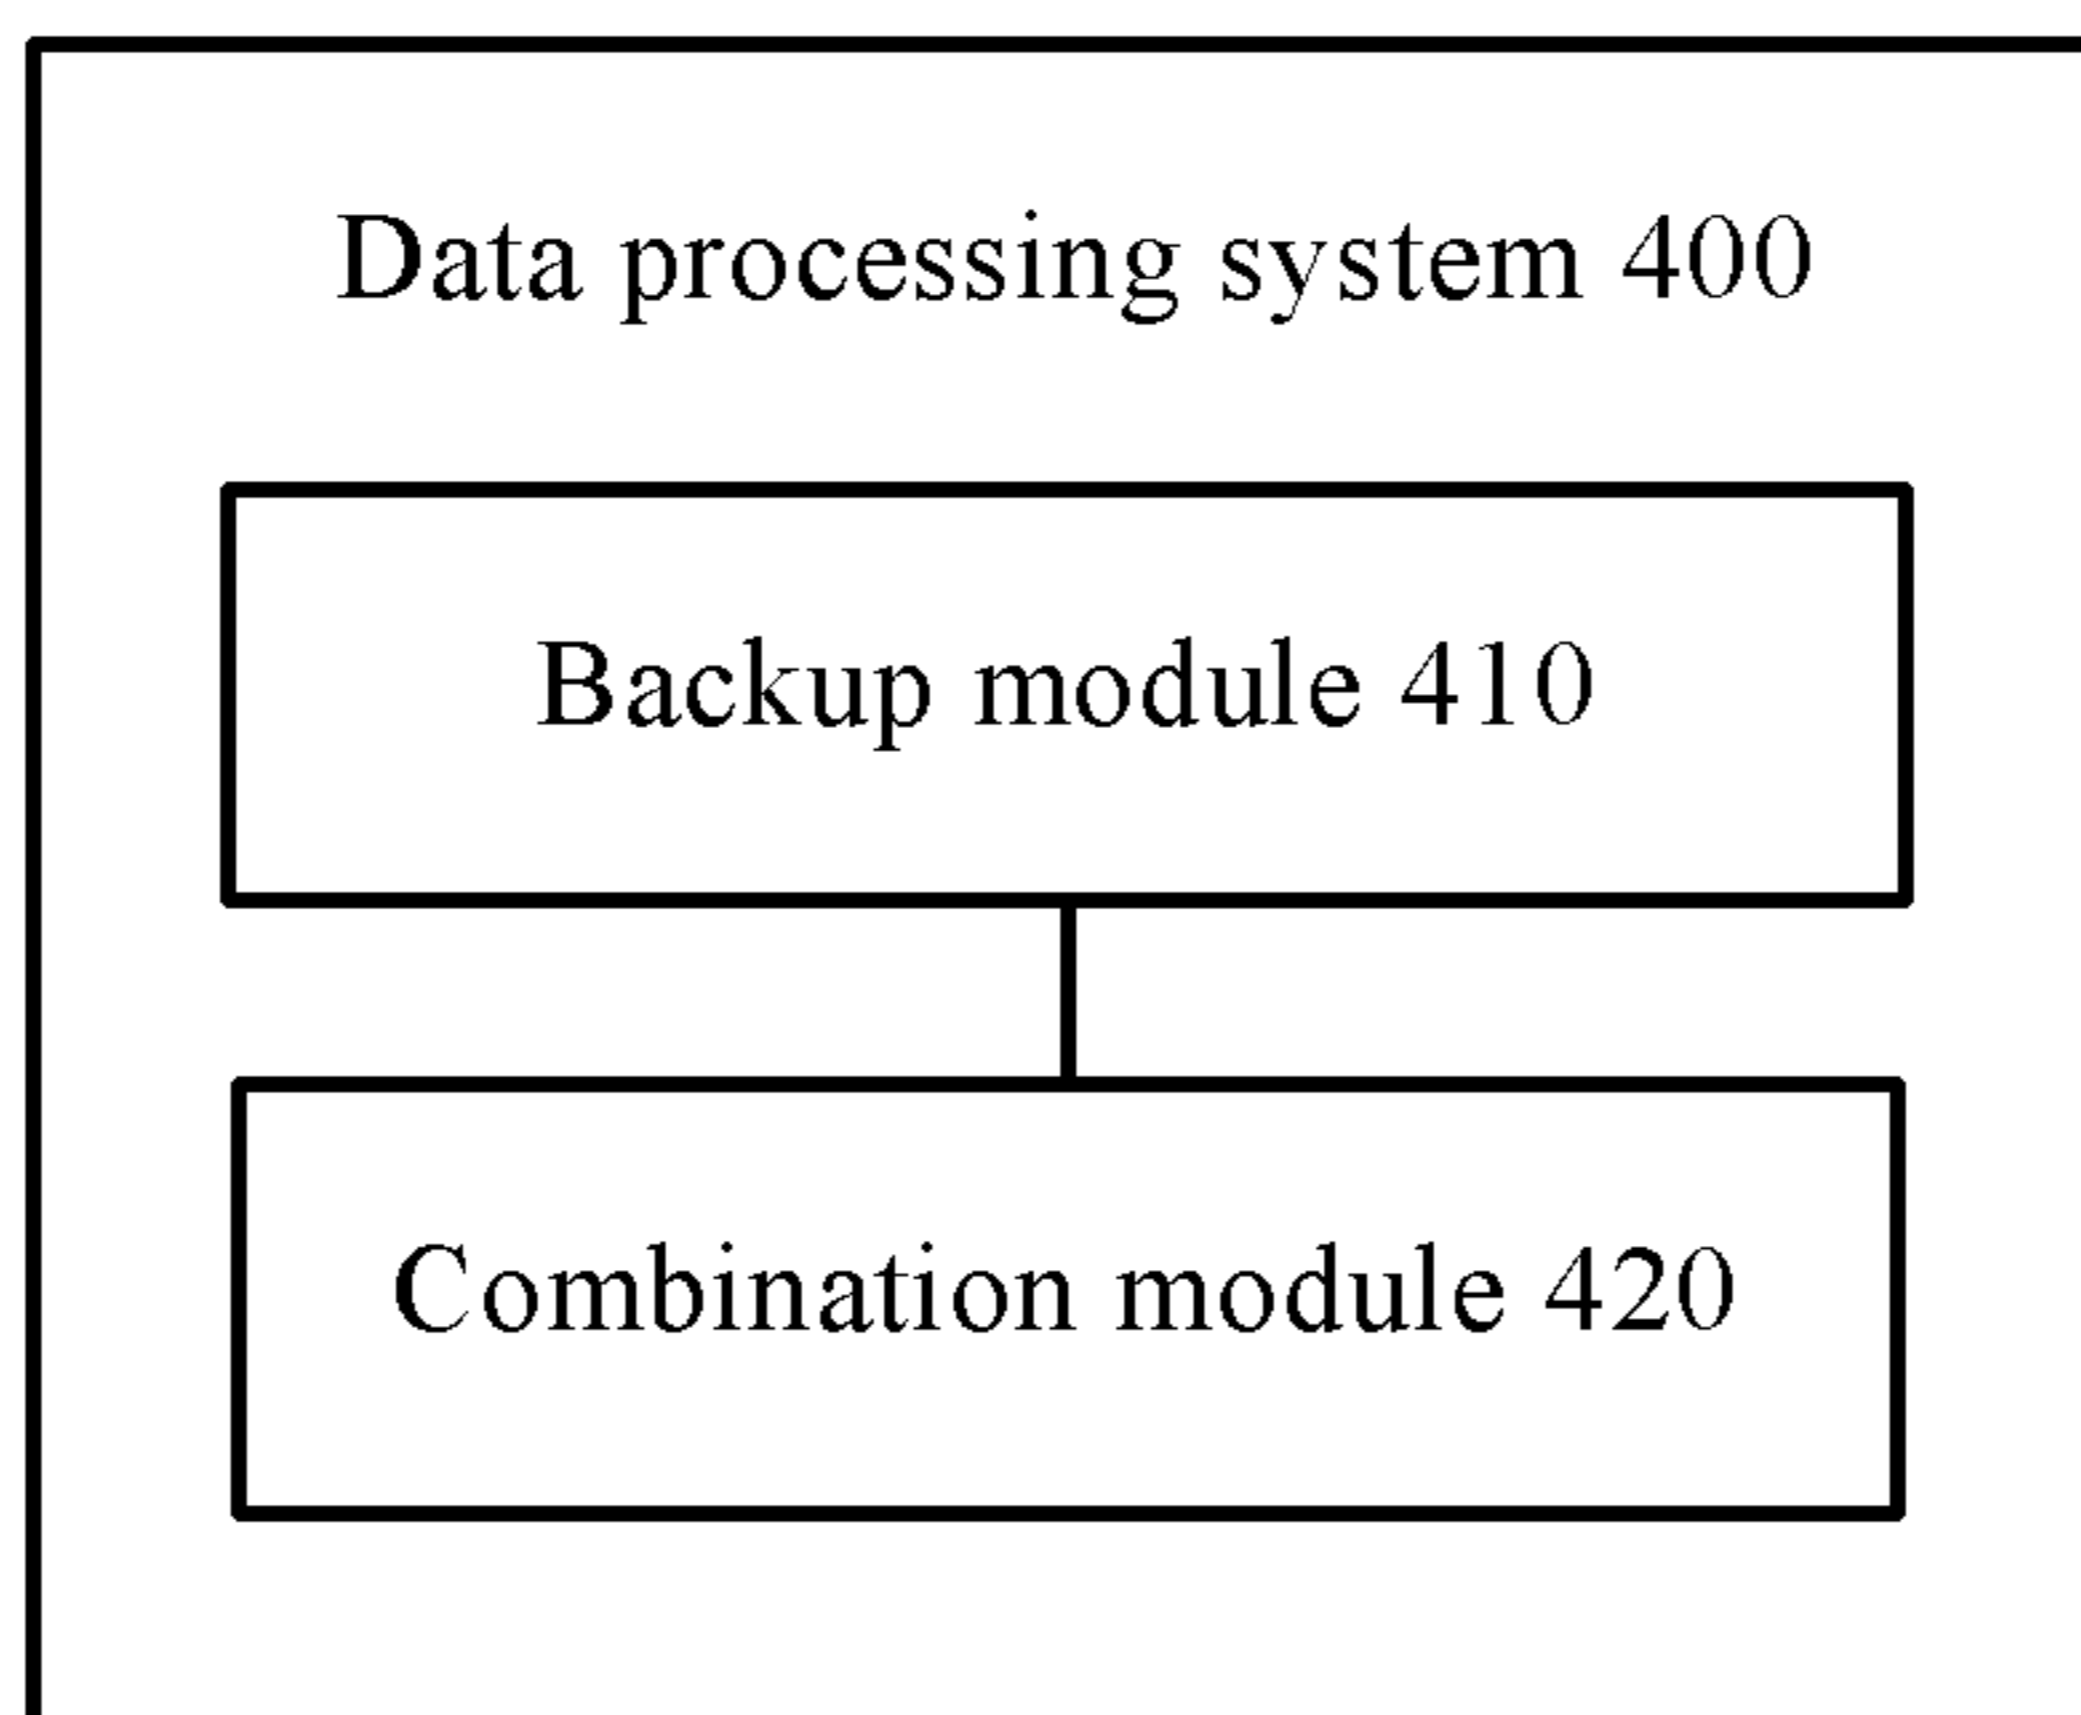 Data processing system 400
Backup module 410
Combination module 420